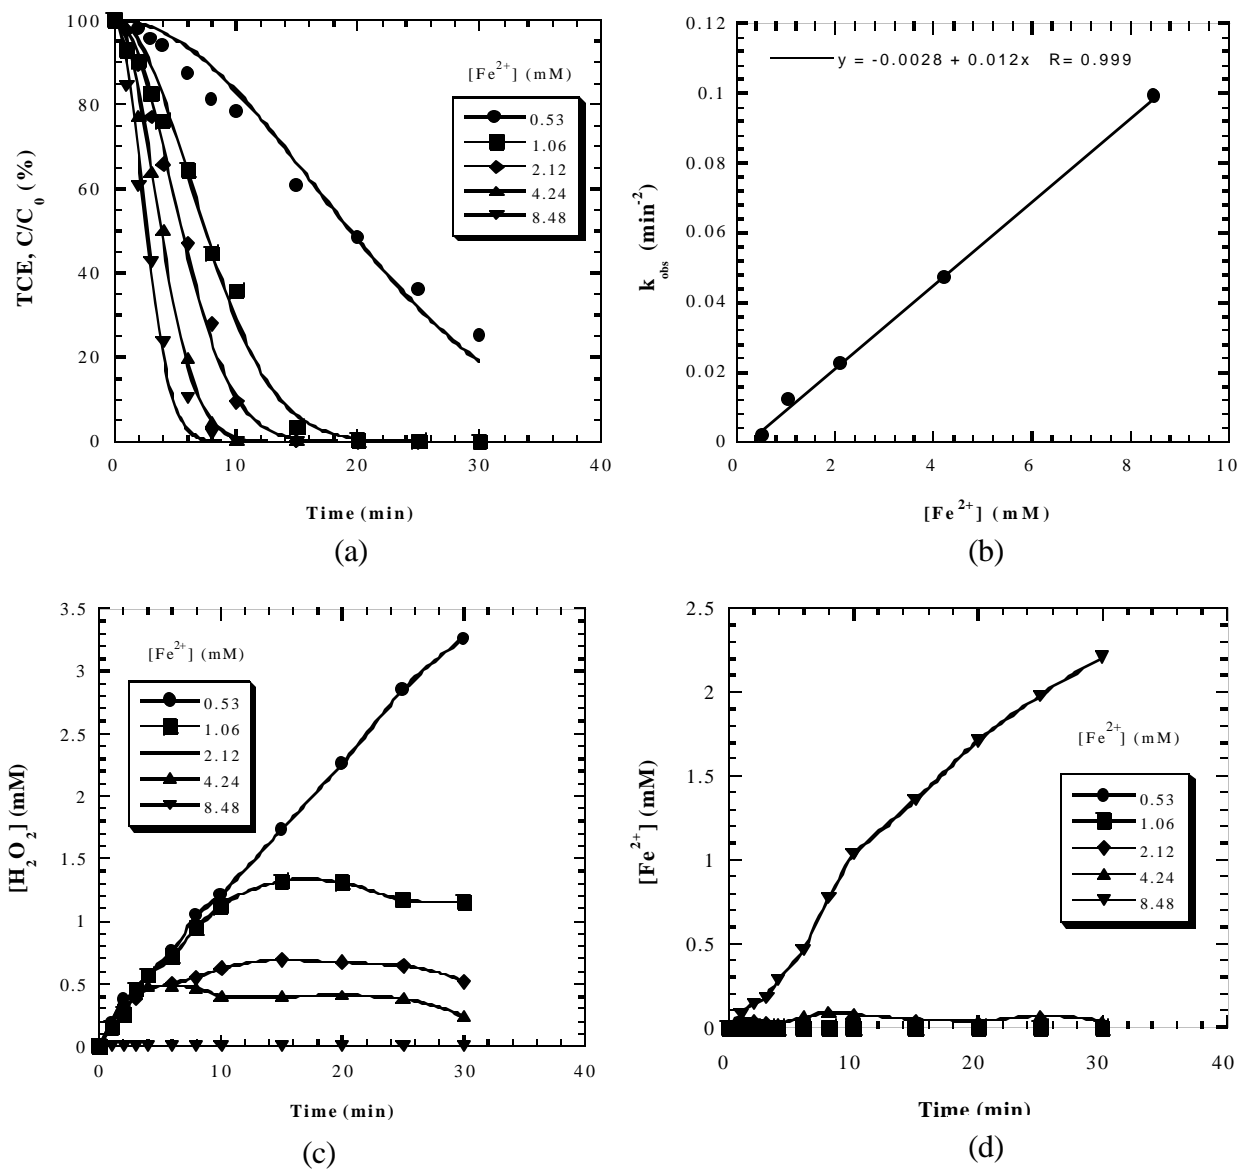 100
80
60
40
20
0
TCE, C/C0 (%)
[Fe2+] (mM)
0.53
1.06
2.12
4.24
8.48
0 10 20 30 40
Time (min)
(a)
0.12
0.1
0.08
0.06
0.04
0.02
0
kobs (min-2)
y = -0.0028 + 0.012x R= 0.999
0 2 4 6 8 10
[Fe2+] (mM)
(b)
3.5
3
2.5
2
1.5
1
0.5
0
[H2O2] (mM)
[Fe2+] (mM)
0.53
1.06
2.12
4.24
8.48
0 10 20 30 40
Time (min)
(c)
2.5
2
1.5
1
0.5
0
[Fe2+] (mM)
[Fe2+] (mM)
0.53
1.06
2.12
4.24
8.48
0 10 20 30 40
Time (min)
(d)